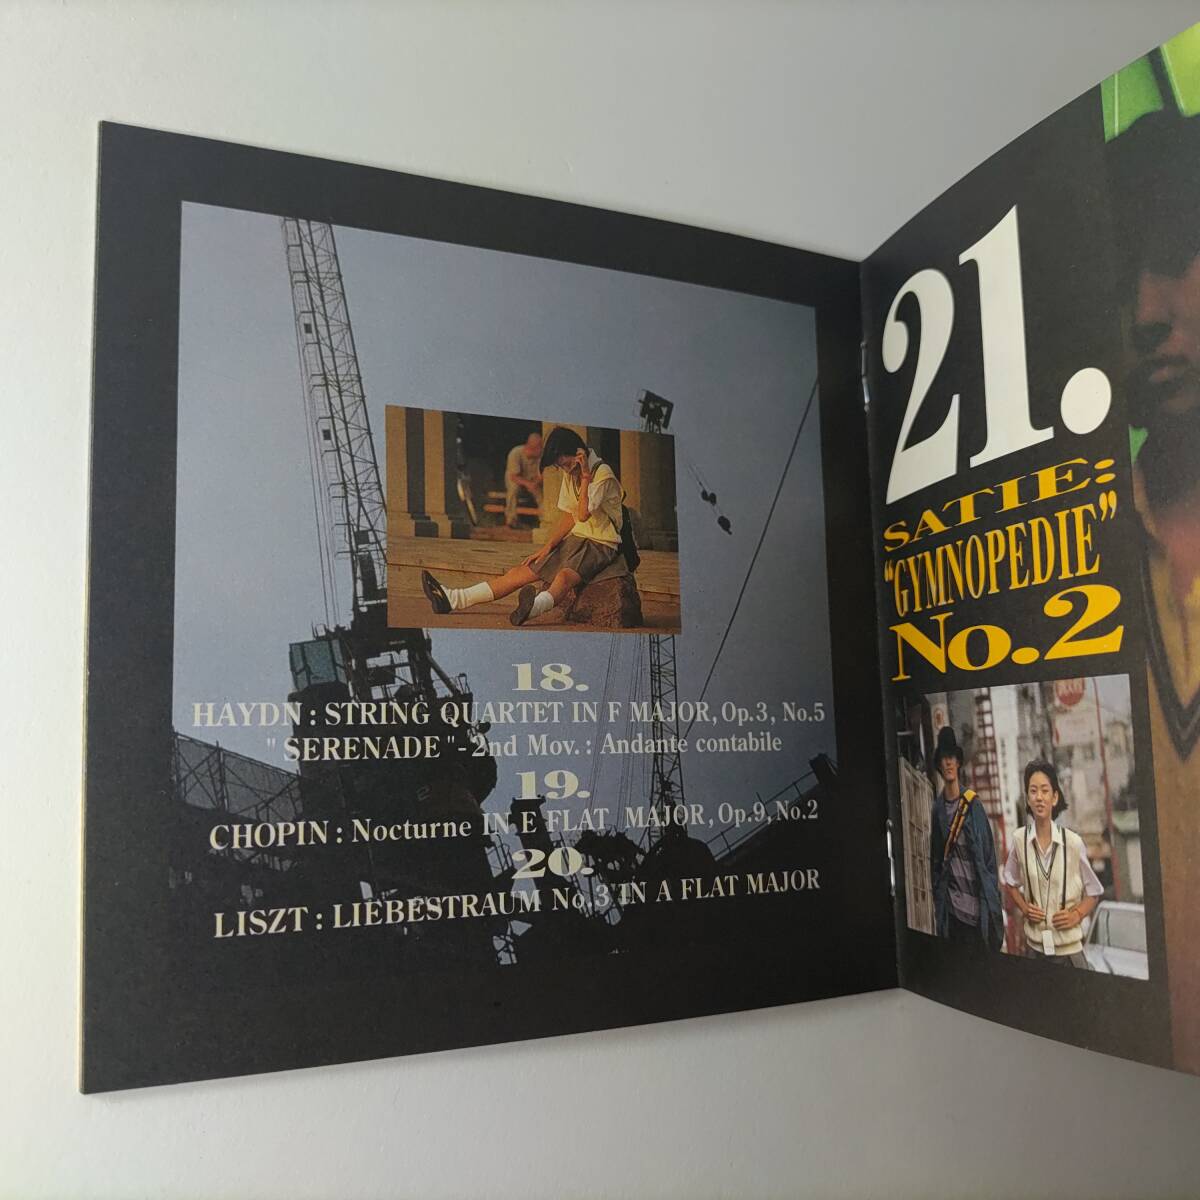 18.
HAYDN : STRING QUARTET IN F MAJOR, Op.3, No.5
" SERENADE " - 2nd Mov. : Andante contabile
19.
CHOPIN : Nocturne IN E FLAT MAJOR, Op.9, No.2
20.
LISZT : LIEBESTRAUM No.3 IN A FLAT MAJOR
21.
SATIE:
“GYMNOPEDIE”
No.2